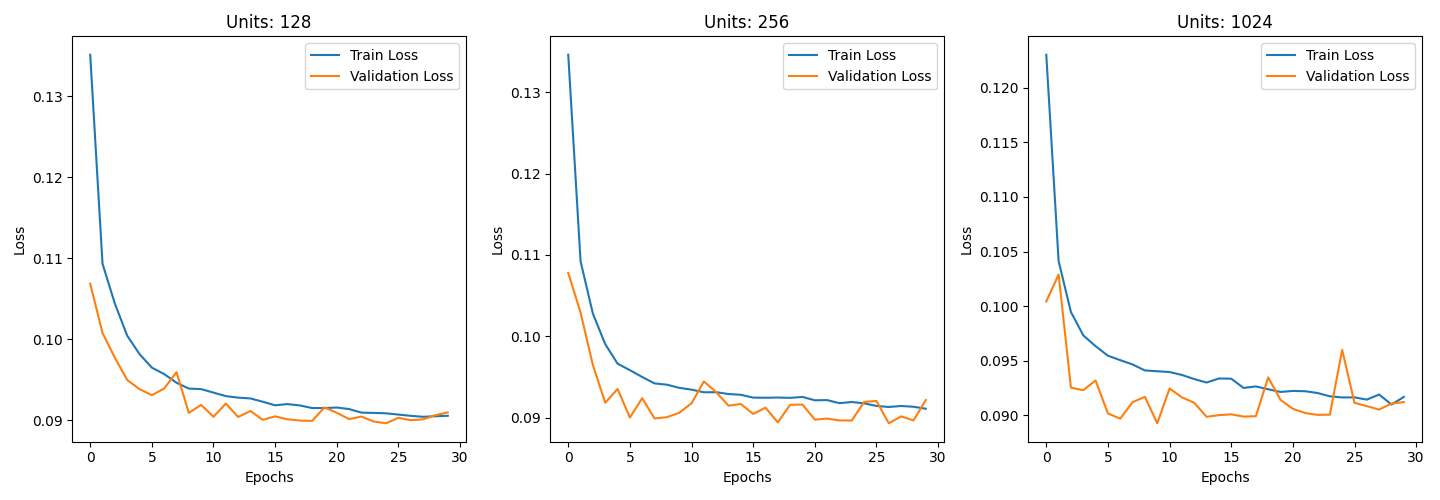 Units: 128
Train Loss
Validation Loss
0.13
0.12
0.11
0.10
0.09
Loss
0 5 10 15 20 25 30
Epochs
Units: 256
Train Loss
Validation Loss
0.13
0.12
0.11
0.10
0.09
Loss
0 5 10 15 20 25 30
Epochs
Units: 1024
Train Loss
Validation Loss
0.120
0.115
0.110
0.105
0.100
0.095
0.090
Loss
0 5 10 15 20 25 30
Epochs